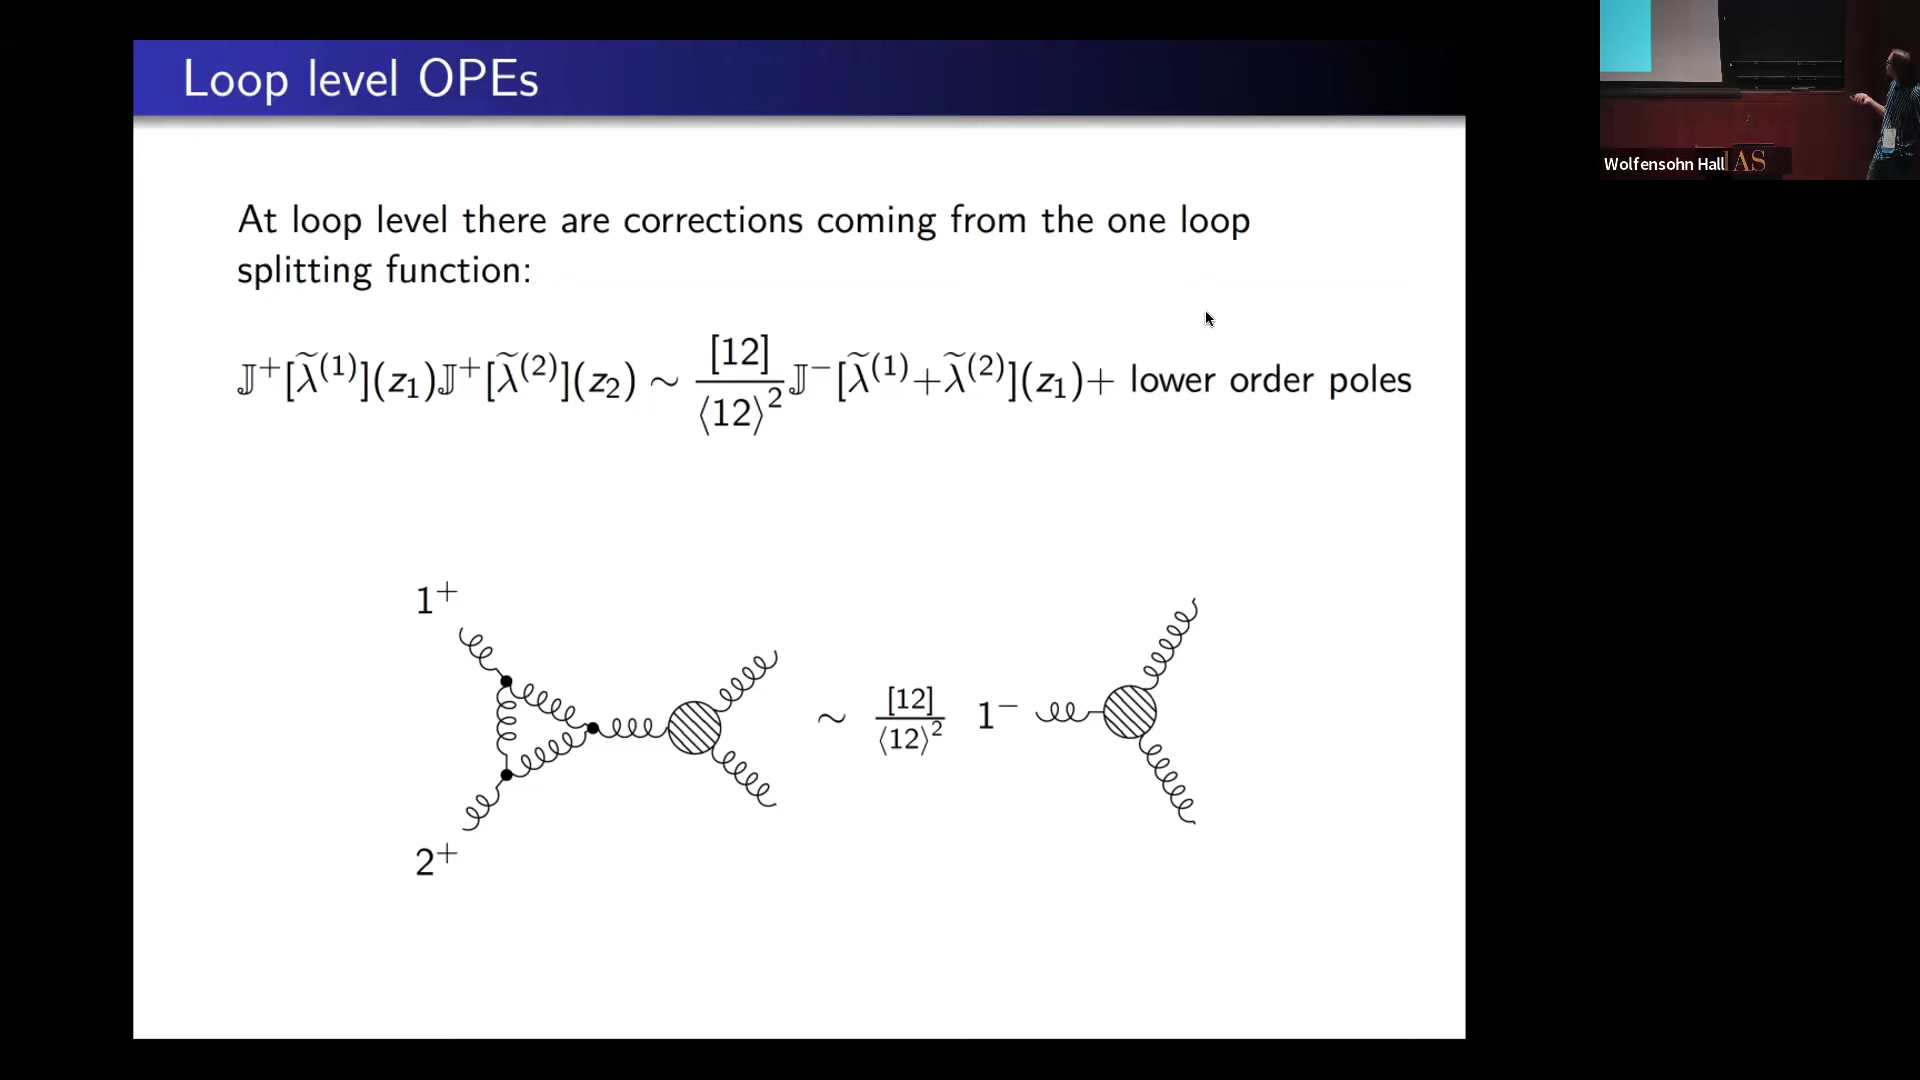 Loop level OPEs
At loop level there are corrections coming from the one loop
splitting function:
𝕁⁺[λ̃⁽¹⁾](z₁)𝕁⁺[λ̃⁽²⁾](z₂) ∼ [12]/⟨12⟩² 𝕁⁻[λ̃⁽¹⁾+λ̃⁽²⁾](z₁)+ lower order poles
1⁺
∼ [12]/⟨12⟩² 1⁻
2⁺
Wolfensohn Hall
AS